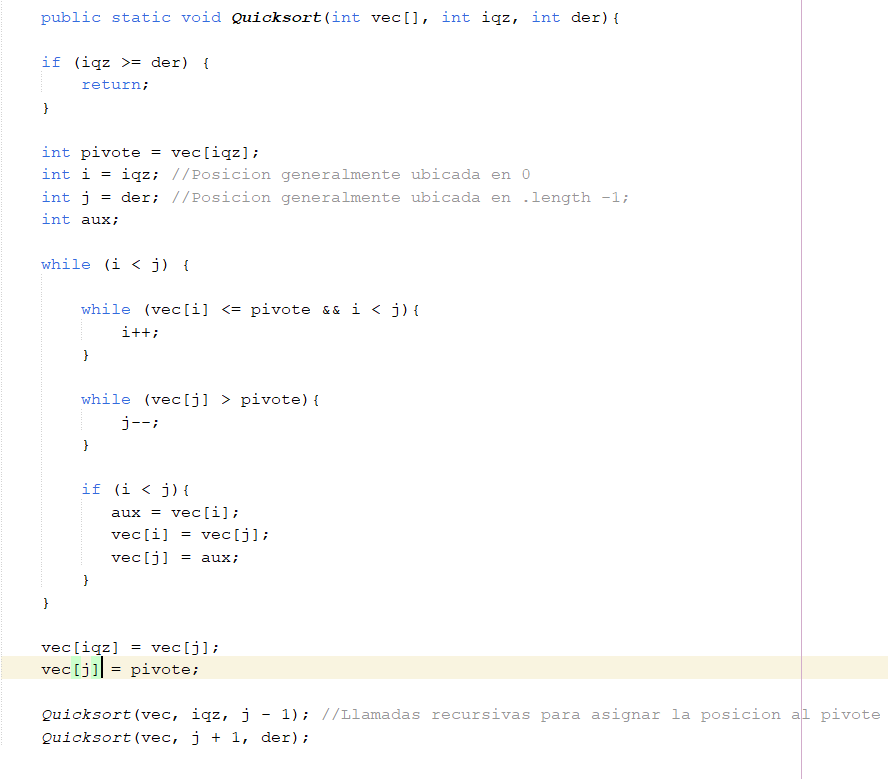 public static void Quicksort(int vec[], int iqz, int der){
if (iqz >= der) {
return;
}
int pivote = vec[iqz];
int i = iqz; //Posicion generalmente ubicada en 0
int j = der; //Posicion generalmente ubicada en .length -1;
int aux;
while (i < j) {
while (vec[i] <= pivote && i < j){
i++;
}
while (vec[j] > pivote){
j--;
}
if (i < j){
aux = vec[i];
vec[i] = vec[j];
vec[j] = aux;
}
}
vec[iqz] = vec[j];
vec[j] = pivote;
Quicksort(vec, iqz, j - 1); //Llamadas recursivas para asignar la posicion al pivote
Quicksort(vec, j + 1, der);